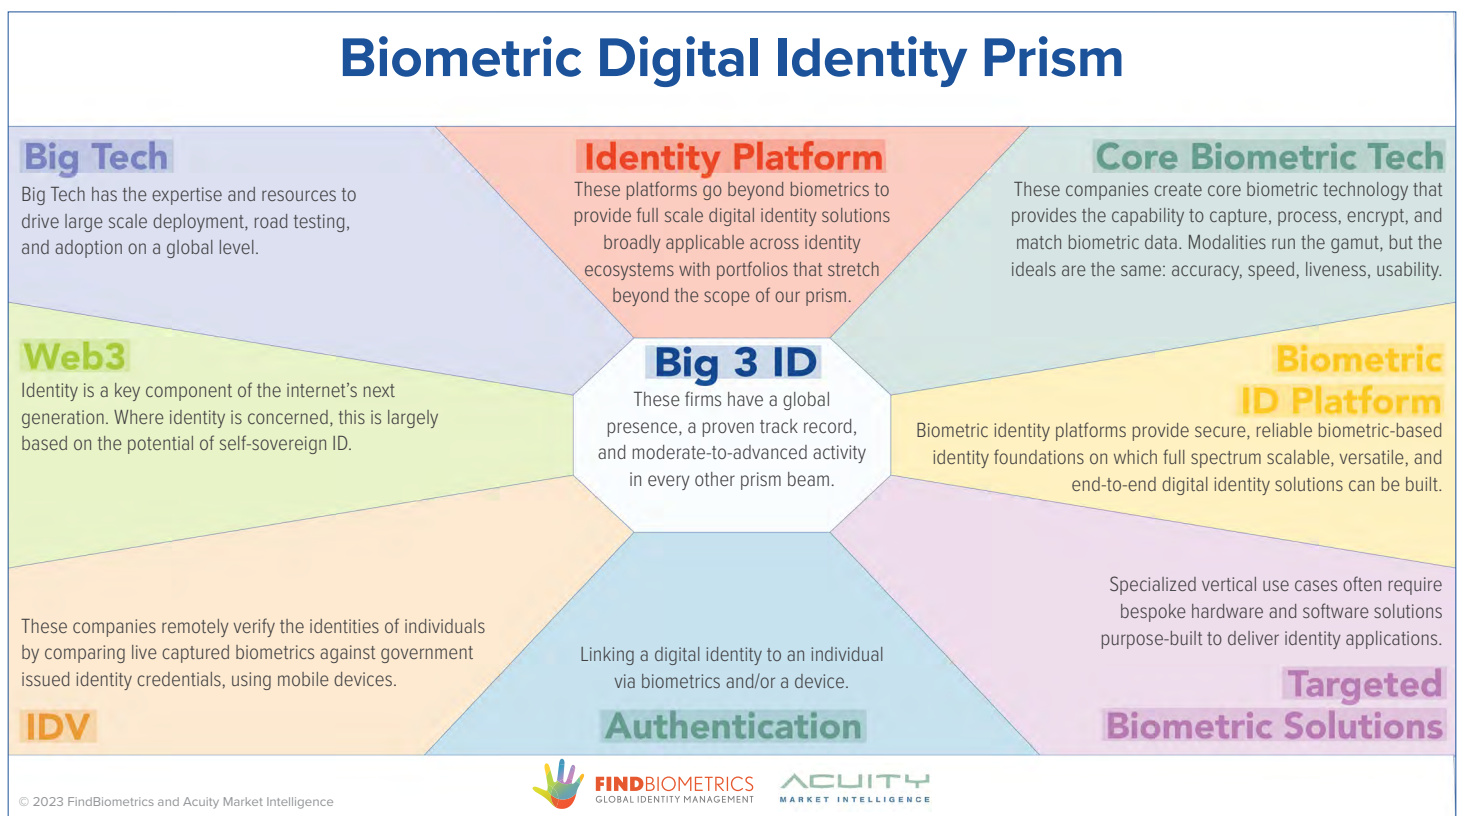 Biometric Digital Identity Prism
Big Tech
Big Tech has the expertise and resources to
drive large scale deployment, road testing,
and adoption on a global level.
Identity Platform
These platforms go beyond biometrics to
provide full scale digital identity solutions
broadly applicable across identity
ecosystems with portfolios that stretch
beyond the scope of our prism.
Core Biometric Tech
These companies create core biometric technology that
provides the capability to capture, process, encrypt, and
match biometric data. Modalities run the gamut, but the
ideals are the same: accuracy, speed, liveness, usability.
Web3
Identity is a key component of the internet's next
generation. Where identity is concerned, this is largely
based on the potential of self-sovereign ID.
Big 3 ID
These firms have a global
presence, a proven track record,
and moderate-to-advanced activity
in every other prism beam.
Biometric
ID Platform
Biometric identity platforms provide secure, reliable biometric-based
identity foundations on which full spectrum scalable, versatile, and
end-to-end digital identity solutions can be built.
These companies remotely verify the identities of individuals
by comparing live captured biometrics against government
issued identity credentials, using mobile devices.
IDV
Linking a digital identity to an individual
via biometrics and/or a device.
Authentication
Specialized vertical use cases often require
bespoke hardware and software solutions
purpose-built to deliver identity applications.
Targeted
Biometric Solutions
© 2023 FindBiometrics and Acuity Market Intelligence
FINDBIOMETRICS
GLOBAL IDENTITY MANAGEMENT
ACUITY
MARKET INTELLIGENCE